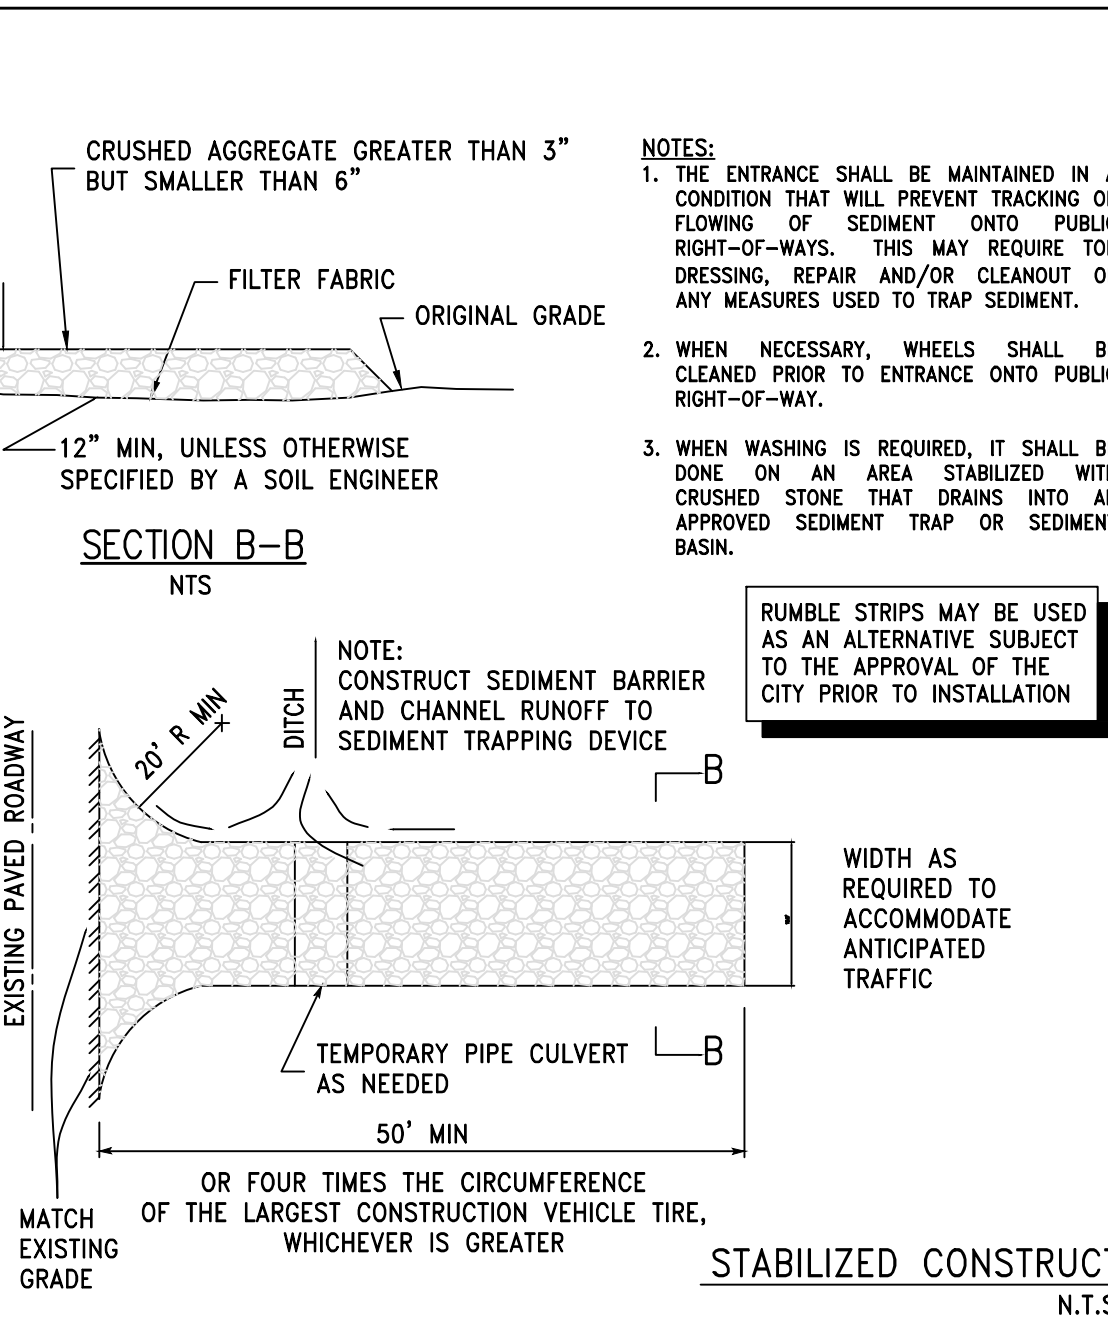 CRUSHED AGGREGATE GREATER THAN 3"
BUT SMALLER THAN 6"
FILTER FABRIC
ORIGINAL GRADE
12" MIN, UNLESS OTHERWISE
SPECIFIED BY A SOIL ENGINEER
SECTION B-B
NTS
NOTES:
1. THE ENTRANCE SHALL BE MAINTAINED IN A
CONDITION THAT WILL PREVENT TRACKING
FLOWING OF SEDIMENT ONTO PUBLIC
RIGHT-OF-WAYS. THIS MAY REQUIRE
DRESSING, REPAIR AND/OR CLEANOUT
ANY MEASURES USED TO TRAP SEDIMENT.
2. WHEN NECESSARY, WHEELS SHALL
CLEANED PRIOR TO ENTRANCE ONTO PUBLIC
RIGHT-OF-WAY.
3. WHEN WASHING IS REQUIRED, IT SHALL
DONE ON AN AREA STABILIZED WITH
CRUSHED STONE THAT DRAINS INTO
APPROVED SEDIMENT TRAP OR SEDIMENT
BASIN.
RUMBLE STRIPS MAY BE USED
AS AN ALTERNATIVE SUBJECT
TO THE APPROVAL OF THE
CITY PRIOR TO INSTALLATION
NOTE:
CONSTRUCT SEDIMENT BARRIER
AND CHANNEL RUNOFF TO
SEDIMENT TRAPPING DEVICE
DITCH
20' R MIN
EXISTING PAVED ROADWAY
B
WIDTH AS
REQUIRED TO
ACCOMMODATE
ANTICIPATED
TRAFFIC
B
TEMPORARY PIPE CULVERT
AS NEEDED
50' MIN
OR FOUR TIMES THE CIRCUMFERENCE
OF THE LARGEST CONSTRUCTION VEHICLE TIRE,
WHICHEVER IS GREATER
MATCH
EXISTING
GRADE
STABILIZED CONSTRUCT
N.T.S